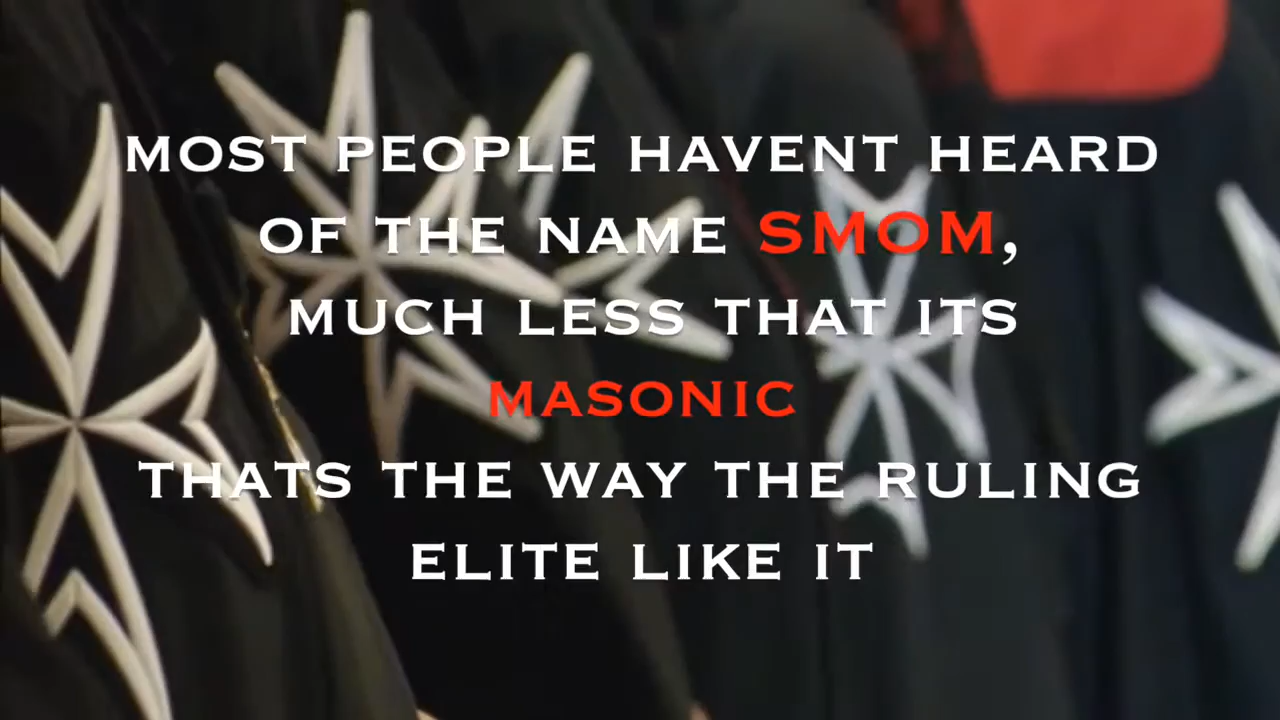 MOST PEOPLE HAVENT HEARD
OF THE NAME SMOM,
MUCH LESS THAT ITS
MASONIC
THATS THE WAY THE RULING
ELITE LIKE IT